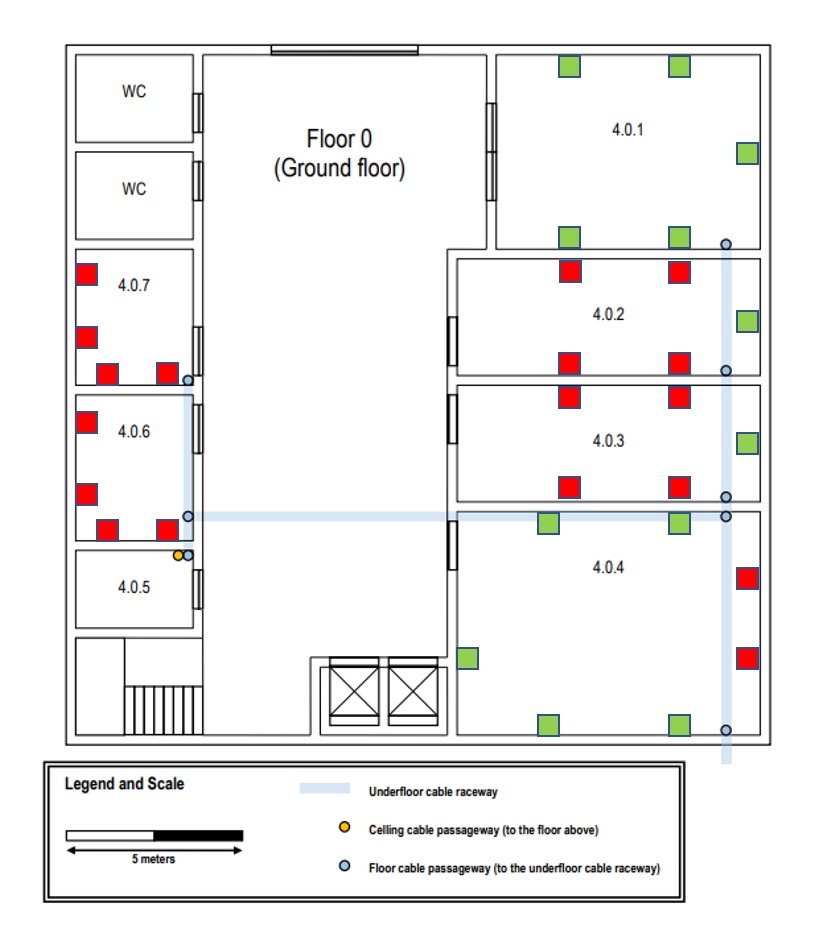 WC
Floor 0
(Ground floor)
4.0.1
WC
4.0.7
4.0.2
4.0.6
4.0.3
4.0.4
4.0.5
Legend and Scale
5 meters
Underfloor cable raceway
Celling cable passageway (to the floor above)
Floor cable passageway (to the underfloor cable raceway)